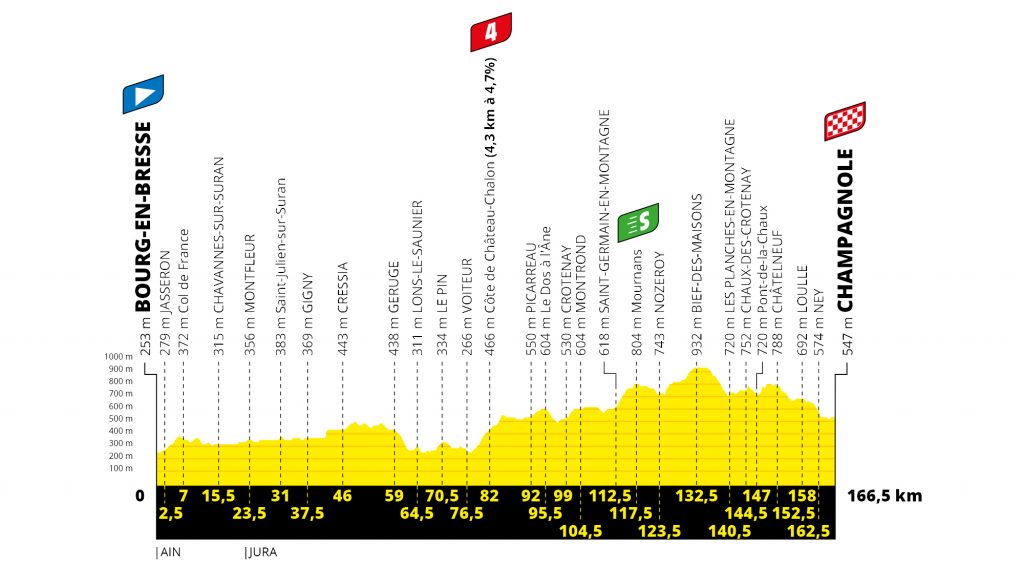 4
BOURG-EN-BRESSE
253 m
279 m JASSERON
372 m Col de France
315 m CHAVANNES-SUR-SURAN
356 m MONTFLEUR
383 m Saint-Julien-sur-Suran
369 m GIGNY
443 m CRESSIA
438 m GERUGE
311 m LONS-LE-SAUNIER
334 m LE PIN
266 m VOITEUR
466 m Côte de Château-Chalon (4,3 km à 4,7%)
550 m PICARREAU
604 m Le Dos à l'Âne
530 m CROTENAY
604 m MONTROND
618 m SAINT-GERMAIN-EN-MONTAGNE
S
804 m Mournans
743 m NOZEROY
932 m BIEF-DES-MAISONS
720 m LES PLANCHES-EN-MONTAGNE
752 m CHAUX-DES-CROTENAY
720 m Pont-de-la-Chaux
788 m CHÂTELNEUF
692 m LOULLE
574 m NEY
547 m
CHAMPAGNOLE
1000 m
900 m
800 m
700 m
600 m
500 m
400 m
300 m
200 m
100 m
0 7 15,5 31 46 59 70,5 82 92 99 112,5 132,5 147 158 166,5 km
2,5 23,5 37,5 64,5 76,5 95,5 117,5 144,5 152,5
104,5 123,5 140,5 162,5
|AIN |JURA